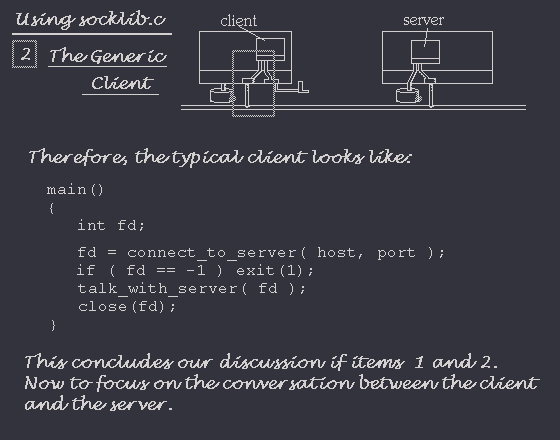 Using socklib.c
2 The Generic
Client
client
server
Therefore, the typical client looks like:
main()
{
int fd;
fd = connect_to_server( host, port );
if ( fd == -1 ) exit(1);
talk_with_server( fd );
close(fd);
}
This concludes our discussion if items 1 and 2.
Now to focus on the conversation between the client
and the server.